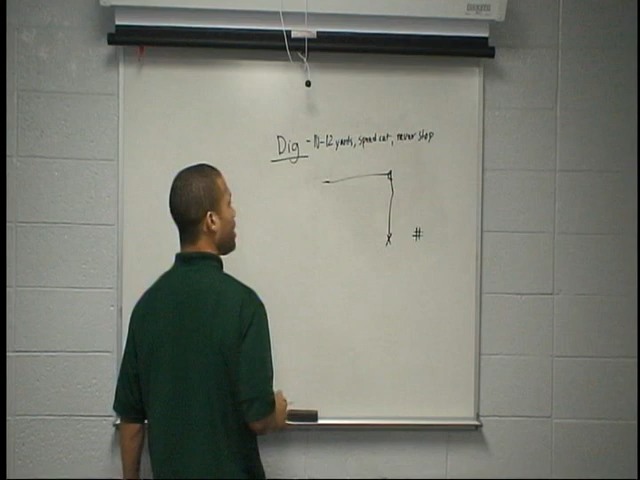 Dig - 10-12 yards, speed cut, never stop
X #